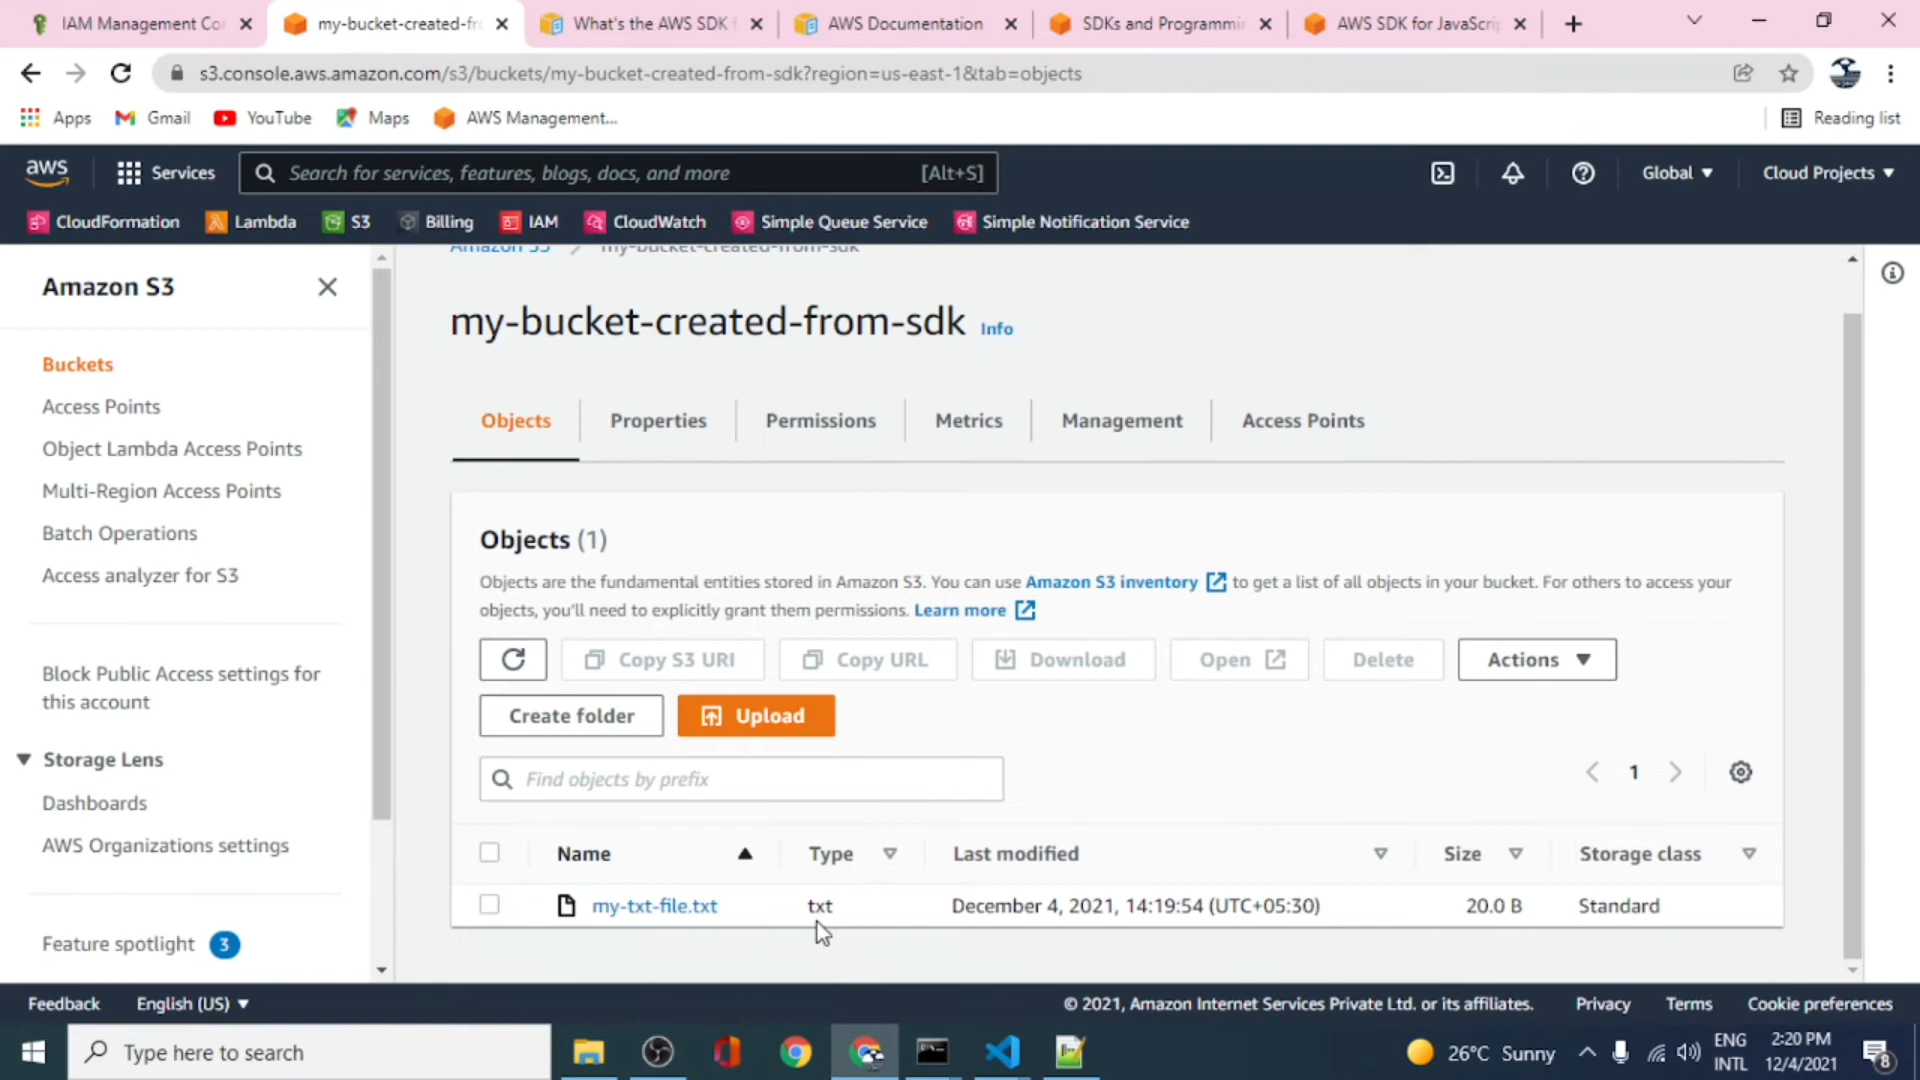 IAM Management Co
my-bucket-created-fr
What's the AWS SDK
AWS Documentation
SDKs and Programmi
AWS SDK for JavaScri
s3.console.aws.amazon.com/s3/buckets/my-bucket-created-from-sdk?region=us-east-1&tab=objects
Apps
Gmail
YouTube
Maps
AWS Management...
Reading list
aws
Services
Search for services, features, blogs, docs, and more
[Alt+S]
Global
Cloud Projects
CloudFormation
Lambda
S3
Billing
IAM
CloudWatch
Simple Queue Service
Simple Notification Service
Amazon S3
Buckets
Access Points
Object Lambda Access Points
Multi-Region Access Points
Batch Operations
Access analyzer for S3
Block Public Access settings for
this account
Storage Lens
Dashboards
AWS Organizations settings
Feature spotlight 3
Amazon S3 / my-bucket-created-from-sdk
my-bucket-created-from-sdk Info
Objects
Properties
Permissions
Metrics
Management
Access Points
Objects (1)
Objects are the fundamental entities stored in Amazon S3. You can use Amazon S3 inventory to get a list of all objects in your bucket. For others to access your
objects, you'll need to explicitly grant them permissions. Learn more
Copy S3 URI
Copy URL
Download
Open
Delete
Actions
Create folder
Upload
Find objects by prefix
1
Name
Type
Last modified
Size
Storage class
my-txt-file.txt
txt
December 4, 2021, 14:19:54 (UTC+05:30)
20.0 B
Standard
Feedback
English (US)
© 2021, Amazon Internet Services Private Ltd. or its affiliates.
Privacy
Terms
Cookie preferences
Type here to search
26°C Sunny
ENG
INTL
2:20 PM
12/4/2021
8